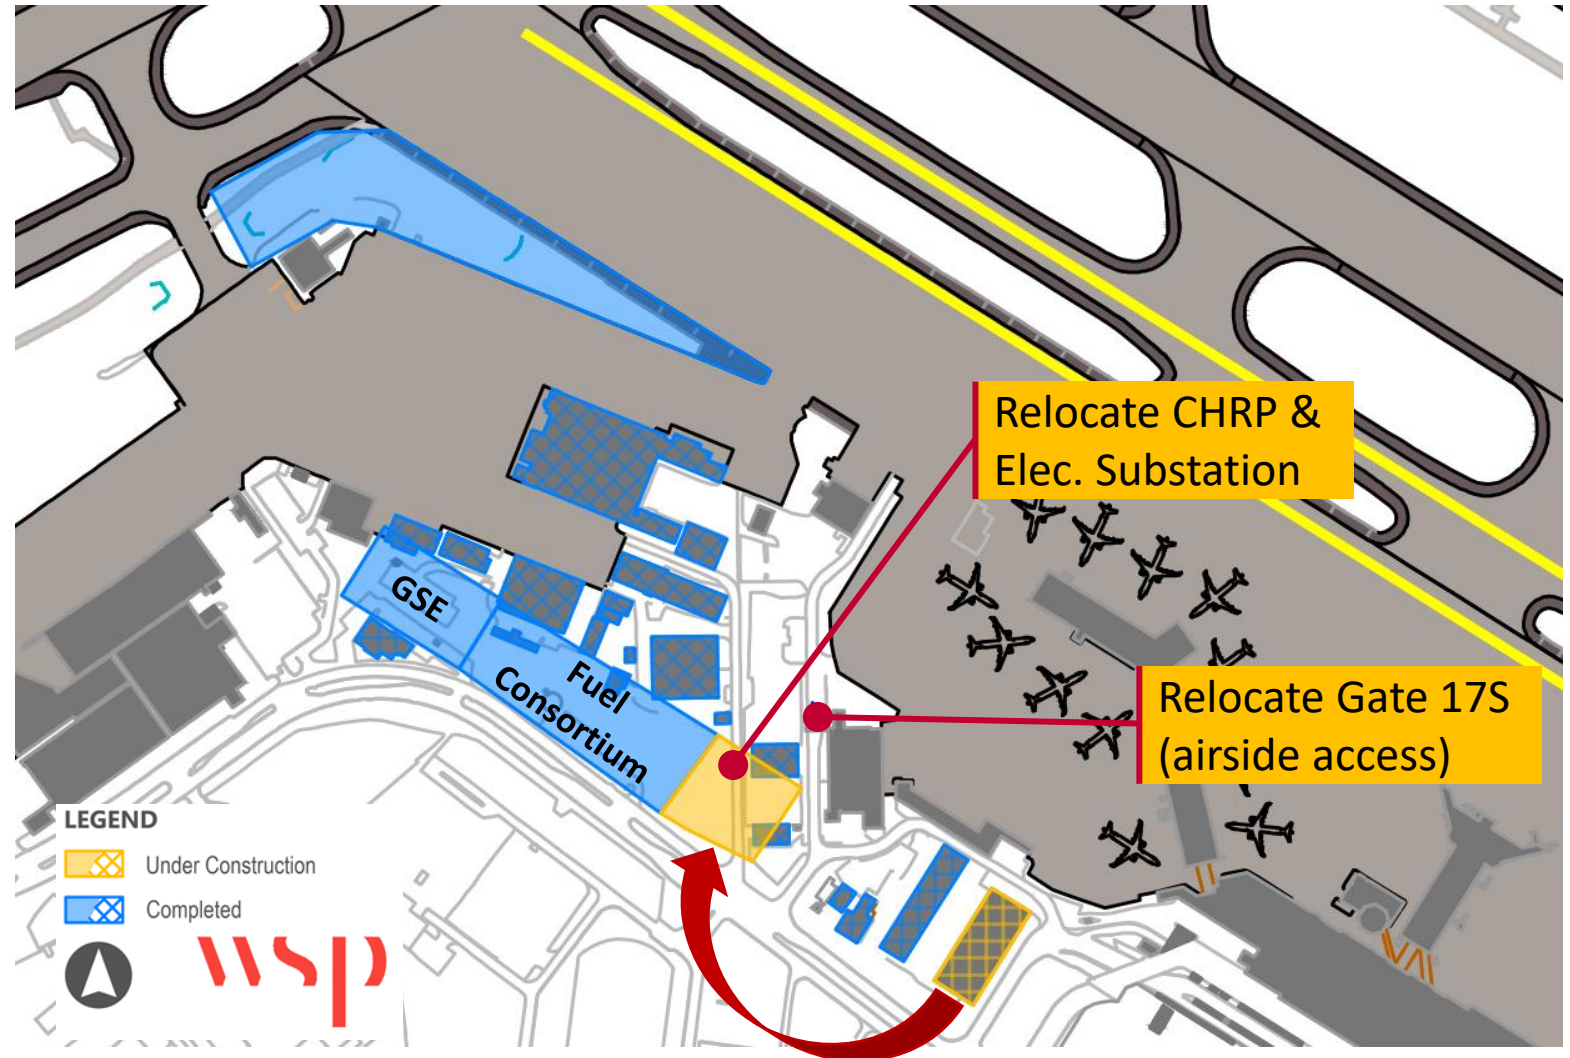 Relocate CHRP &
Elec. Substation
GSE
Fuel
Consortium
Relocate Gate 17S
(airside access)
LEGEND
Under Construction
Completed
wsp